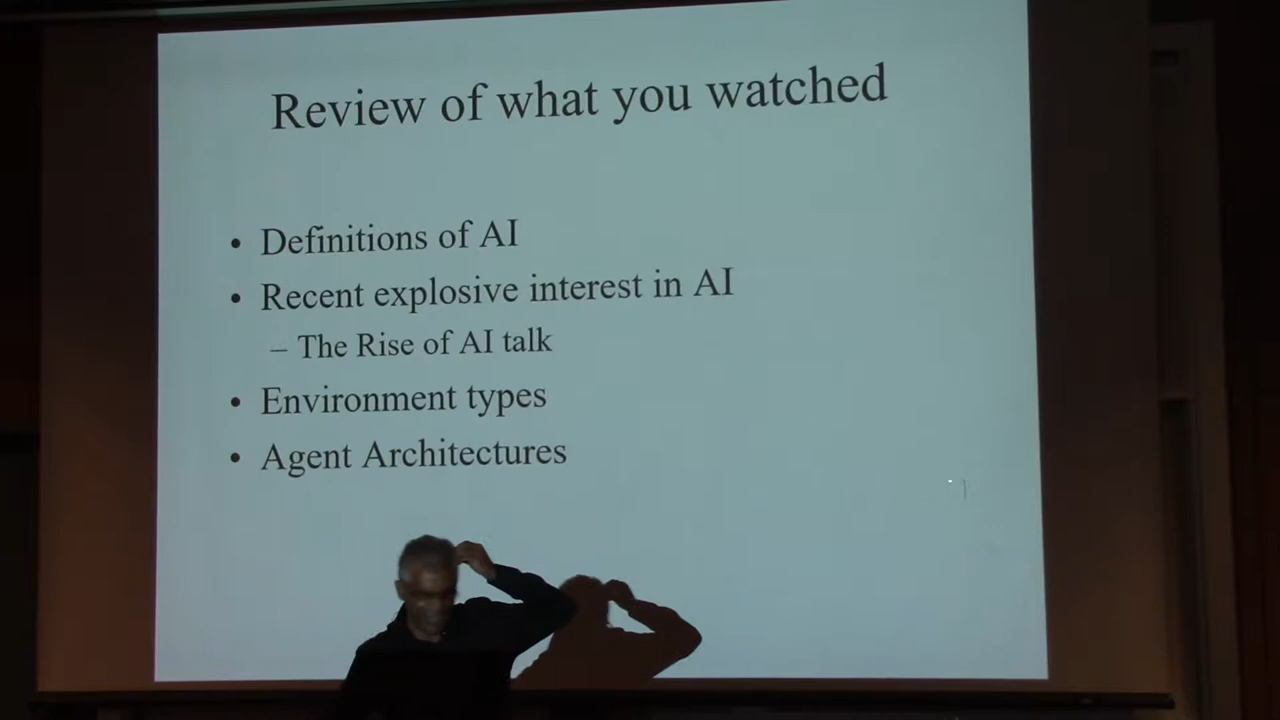 Review of what you watched
• Definitions of AI
• Recent explosive interest in AI
– The Rise of AI talk
• Environment types
• Agent Architectures